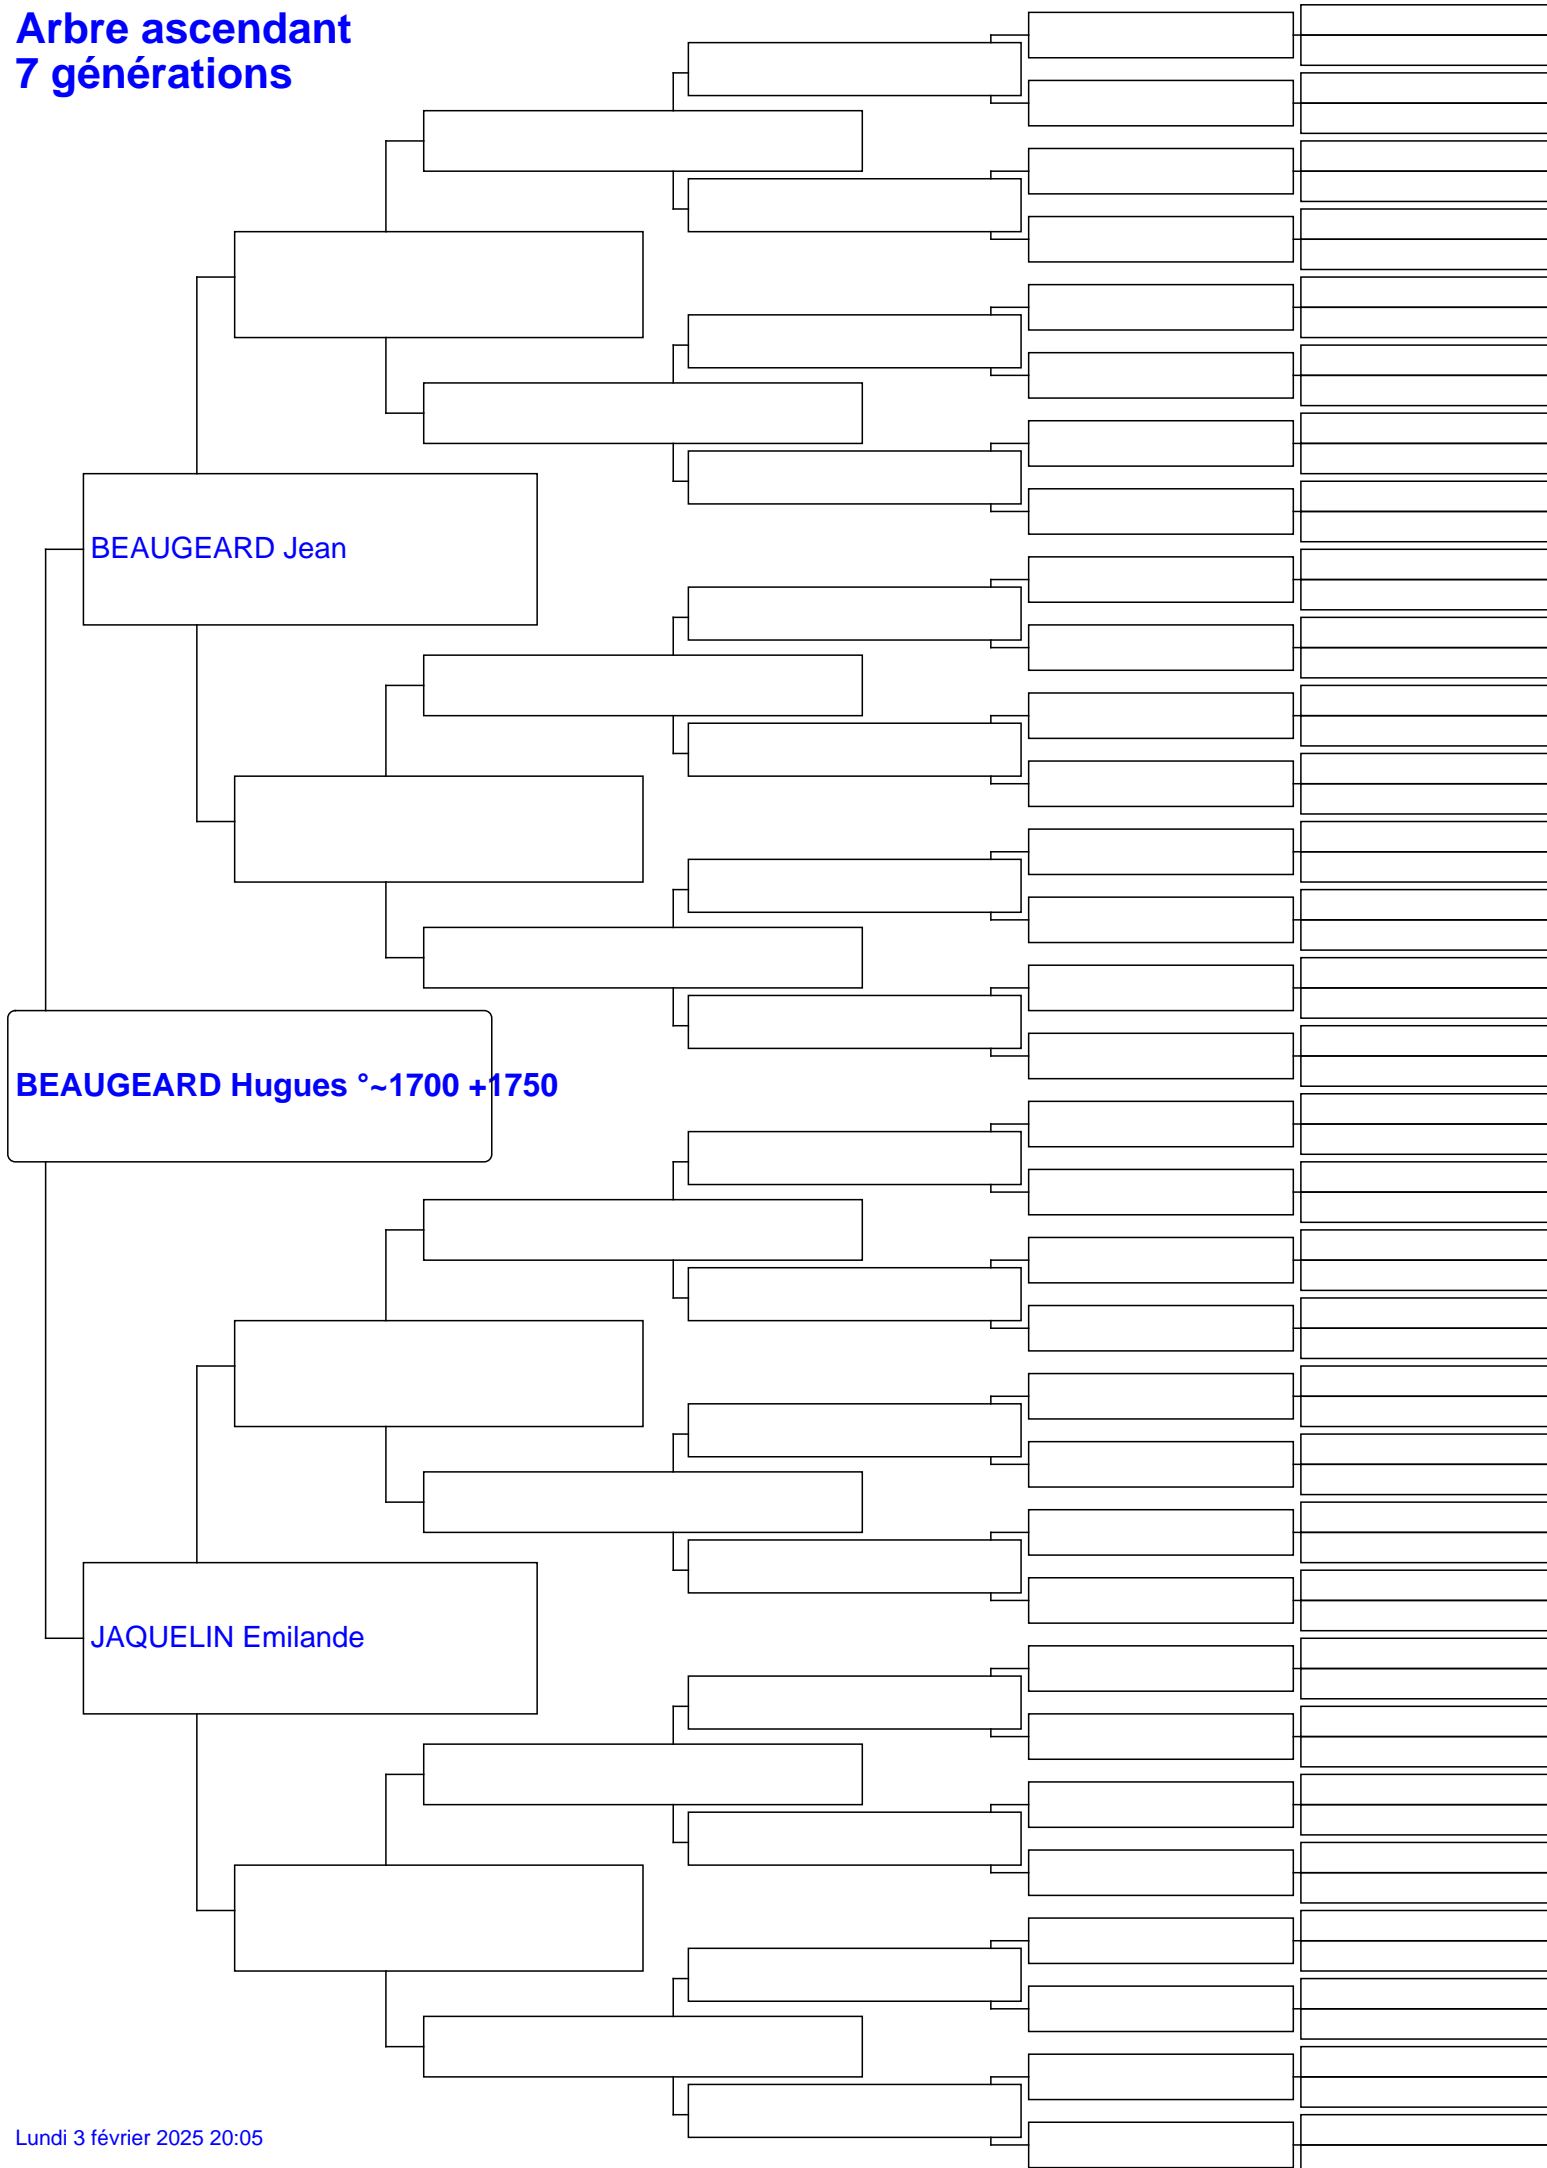 Arbre ascendant
7 générations
BEAUGEARD Jean
BEAUGEARD Hugues °~1700 +1750
JAQUELIN Emilande
Lundi 3 février 2025 20:05